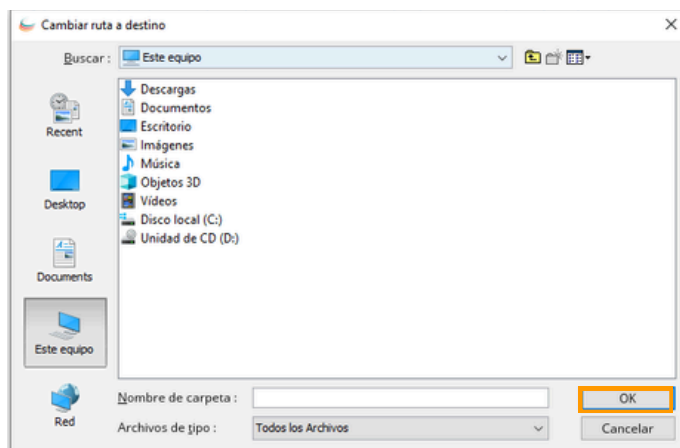 Cambiar ruta a destino
Buscar :
Este equipo
Recent
Desktop
Documents
Este equipo
Red
Descargas
Documentos
Escritorio
Imágenes
Música
Objetos 3D
Vídeos
Disco local (C:)
Unidad de CD (D:)
Nombre de carpeta :
OK
Archivos de tipo :
Todos los Archivos
Cancelar